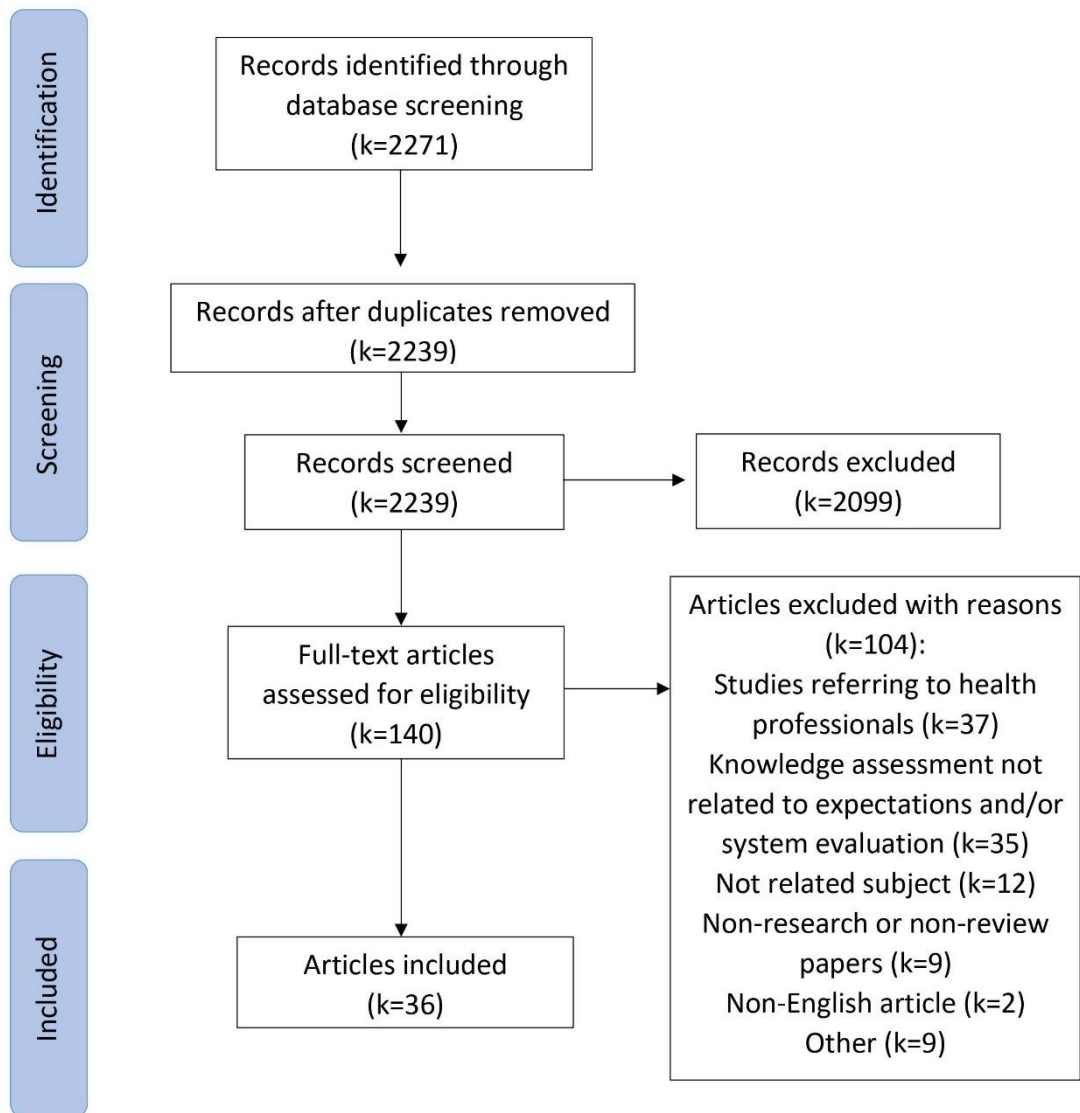 Identification
Records identified through
database screening
(k=2271)
Screening
Records after duplicates removed
(k=2239)
Records screened
(k=2239)
Records excluded
(k=2099)
Eligibility
Full-text articles
assessed for eligibility
(k=140)
Articles excluded with reasons
(k=104):
Studies referring to health
professionals (k=37)
Knowledge assessment not
related to expectations and/or
system evaluation (k=35)
Not related subject (k=12)
Non-research or non-review
papers (k=9)
Non-English article (k=2)
Other (k=9)
Included
Articles included
(k=36)